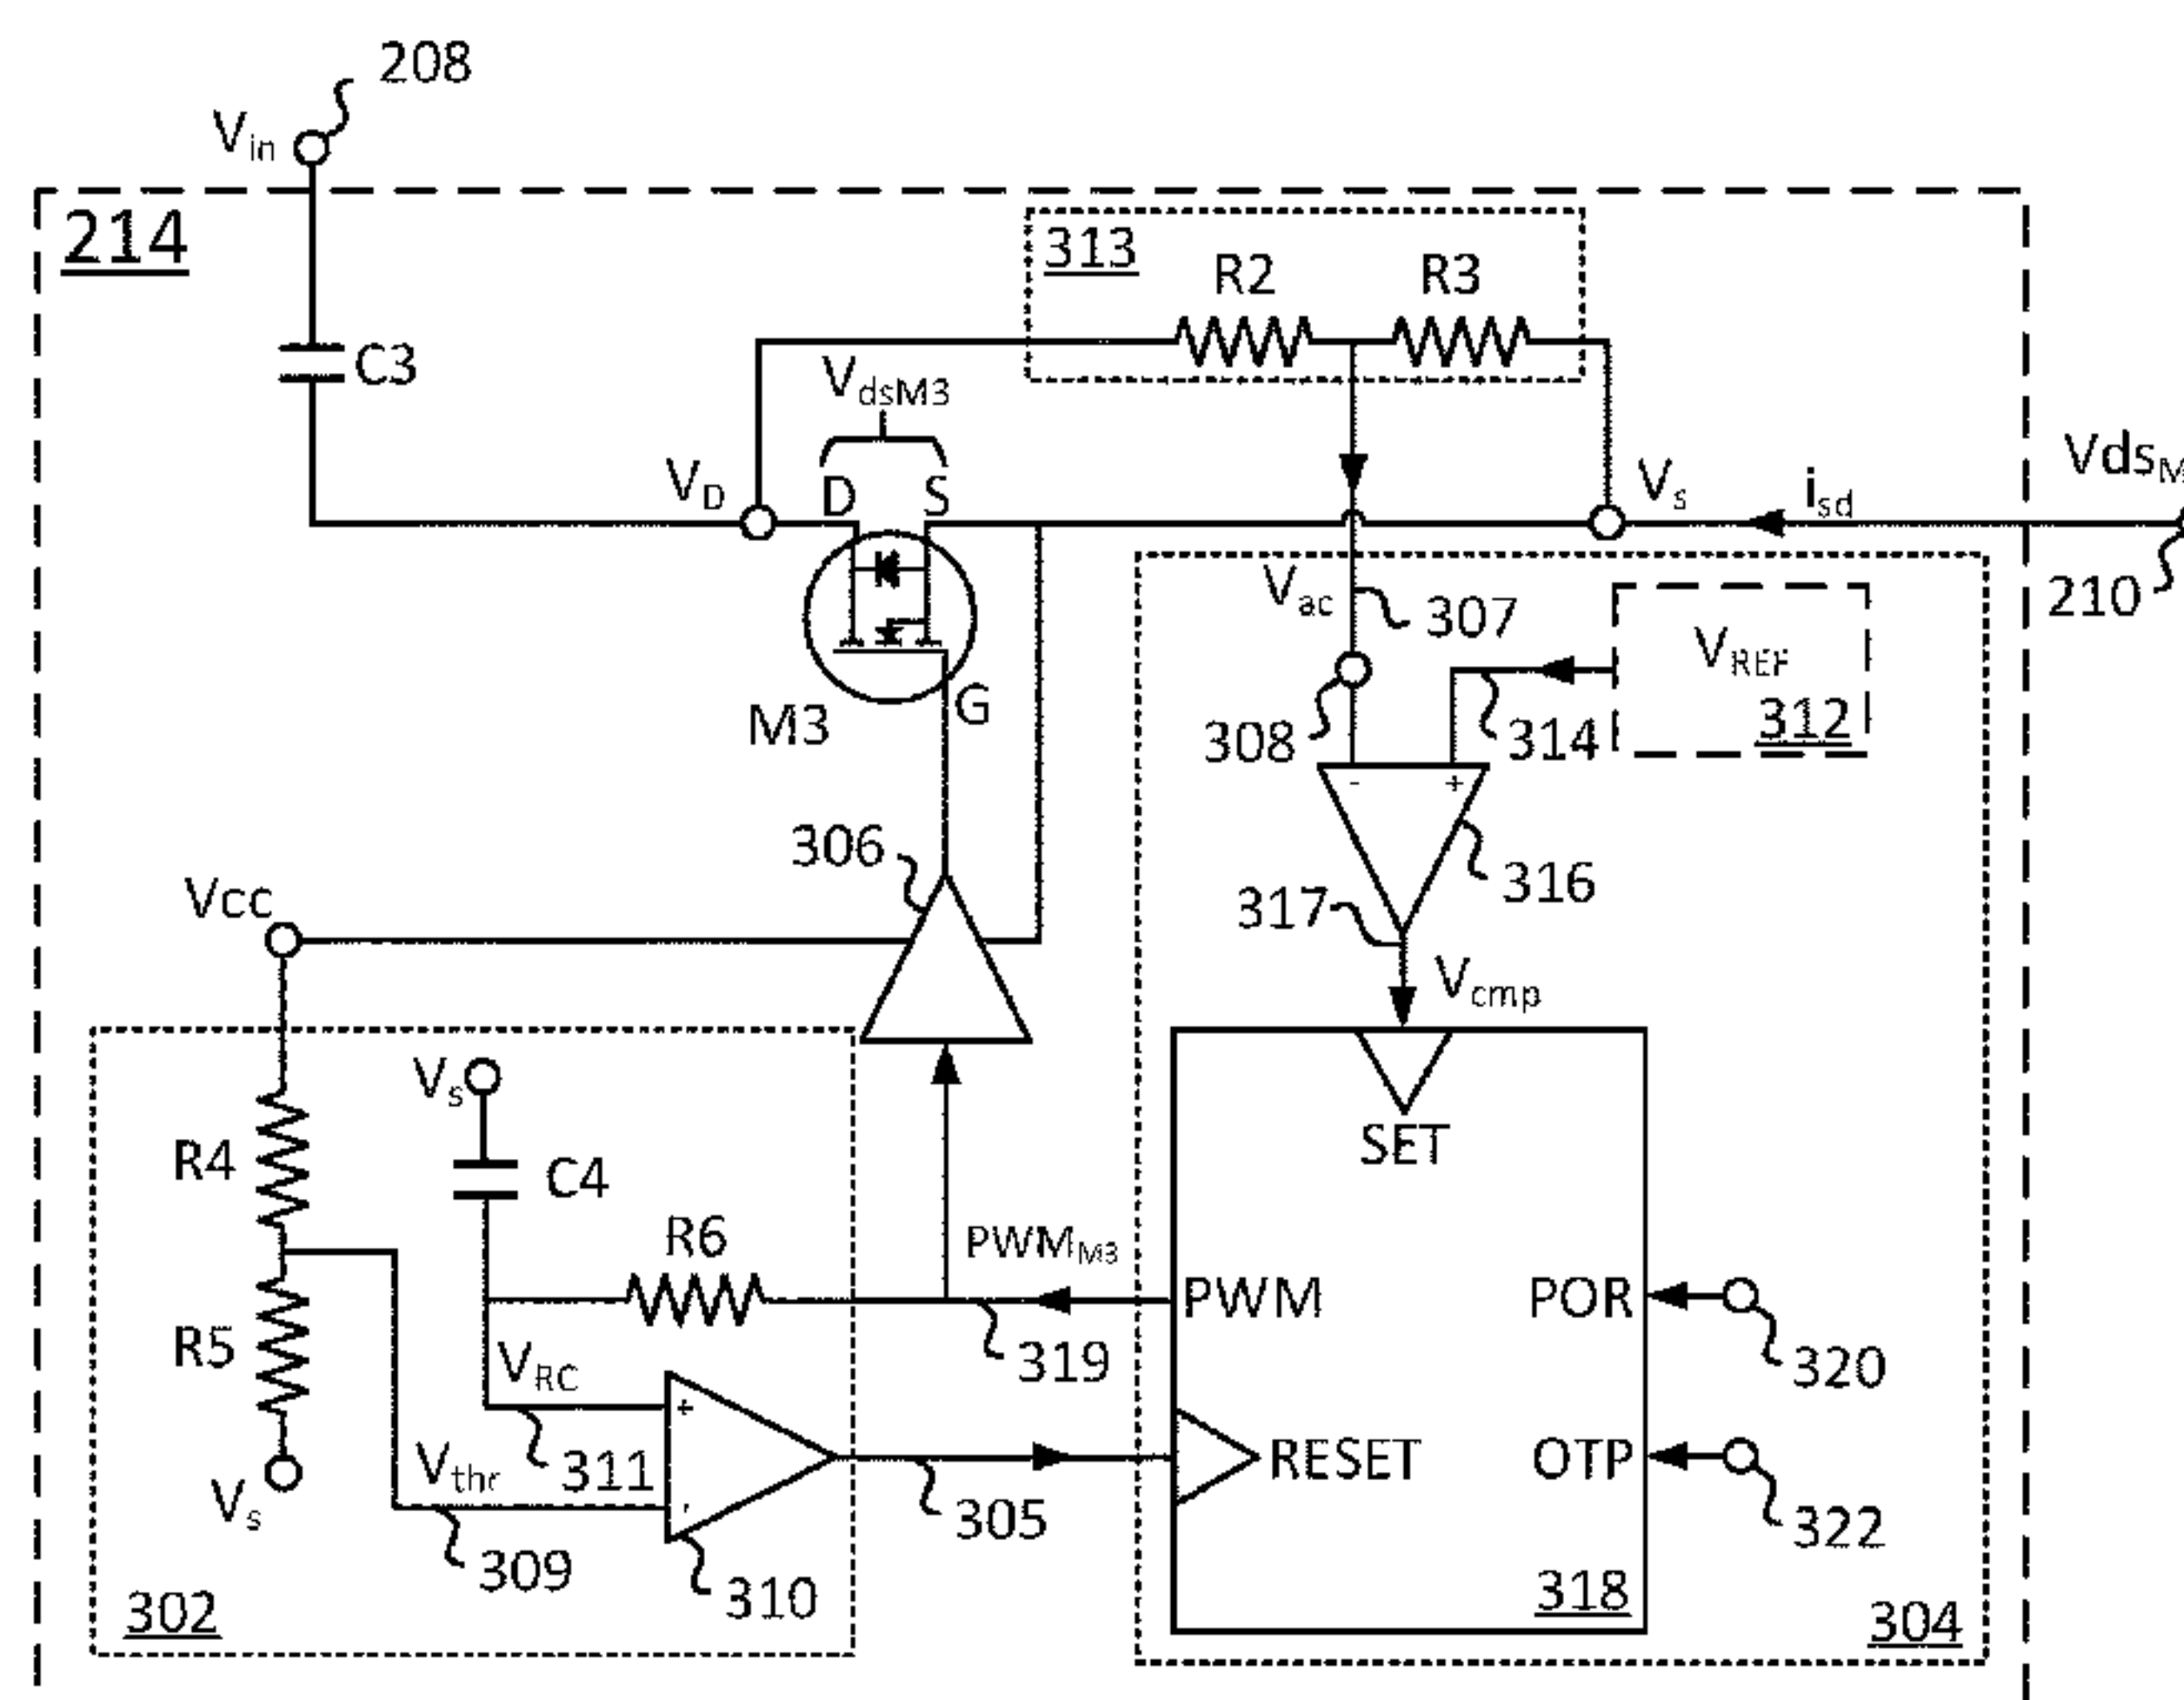 208
Vin
214
313
R2
R3
C3
VdsM3
VD
D
S
Vs
isd
VdsM
210
Vac
307
VREF
312
M3
G
308
314
-
+
316
306
317
Vcc
Vcmp
Vs
SET
R4
C4
R6
PWMM3
PWM
POR
R5
VRC
319
320
+
311
Vthr
RESET
OTP
Vs
-
305
309
322
310
318
302
304